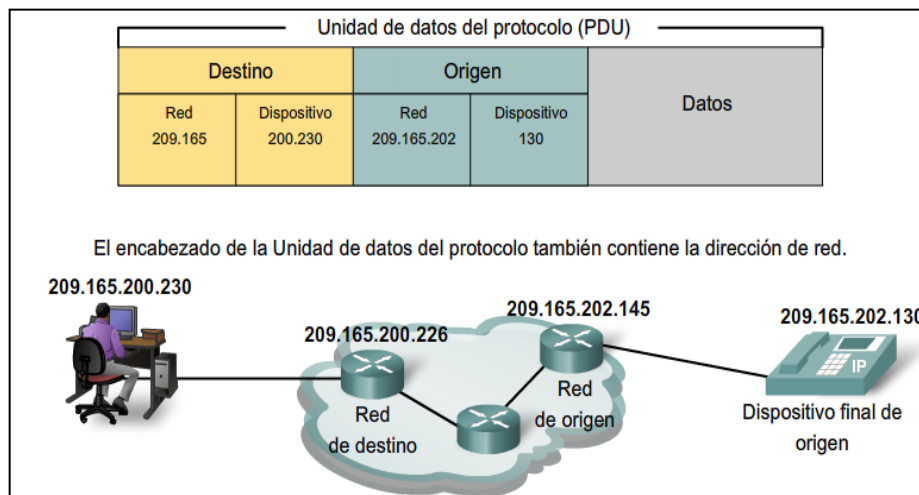 Unidad de datos del protocolo (PDU)
Destino
Origen
Datos
Red
209.165
Dispositivo
200.230
Red
209.165.202
Dispositivo
130
El encabezado de la Unidad de datos del protocolo también contiene la dirección de red.
209.165.200.230
209.165.200.226
209.165.202.145
209.165.202.130
IP
Red
de destino
Red
de origen
Dispositivo final de
origen